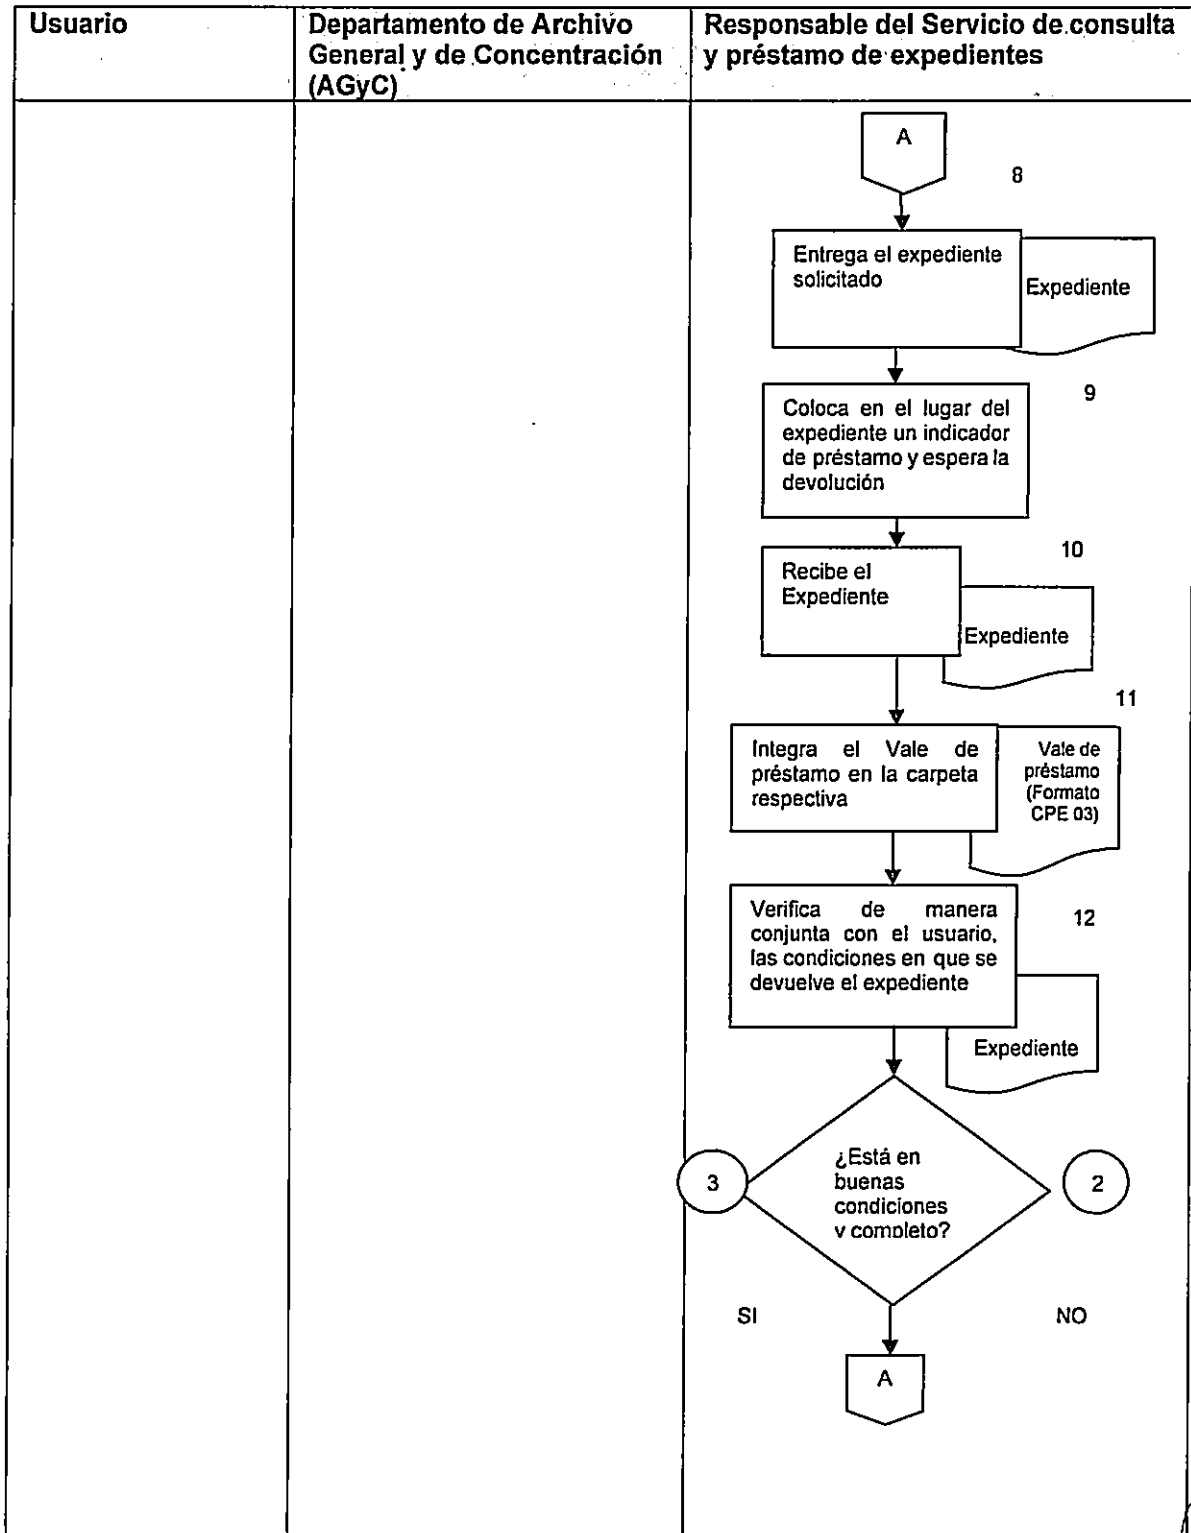 Usuario
Departamento de Archivo
General y de Concentración
(AGyC)
Responsable del Servicio de consulta
y préstamo de expedientes
A
8
Entrega el expediente
solicitado
Expediente
9
Coloca en el lugar del
expediente un indicador
de préstamo y espera la
devolución
10
Recibe el
Expediente
Expediente
11
Integra el Vale de
préstamo en la carpeta
respectiva
Vale de
préstamo
(Formato
CPE 03)
Verifica de manera
conjunta con el usuario,
las condiciones en que se
devuelve el expediente
12
Expediente
3
¿Está en
buenas
condiciones
y completo?
2
SI
NO
A